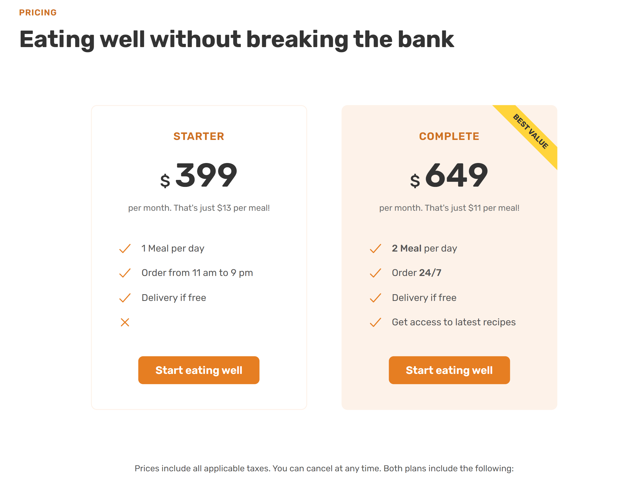 PRICING
Eating well without breaking the bank
STARTER
$ 399
per month. That's just $13 per meal!
1 Meal per day
Order from 11 am to 9 pm
Delivery if free
Start eating well
BEST VALUE
COMPLETE
$ 649
per month. That's just $11 per meal!
2 Meal per day
Order 24/7
Delivery if free
Get access to latest recipes
Start eating well
Prices include all applicable taxes. You can cancel at any time. Both plans include the following: